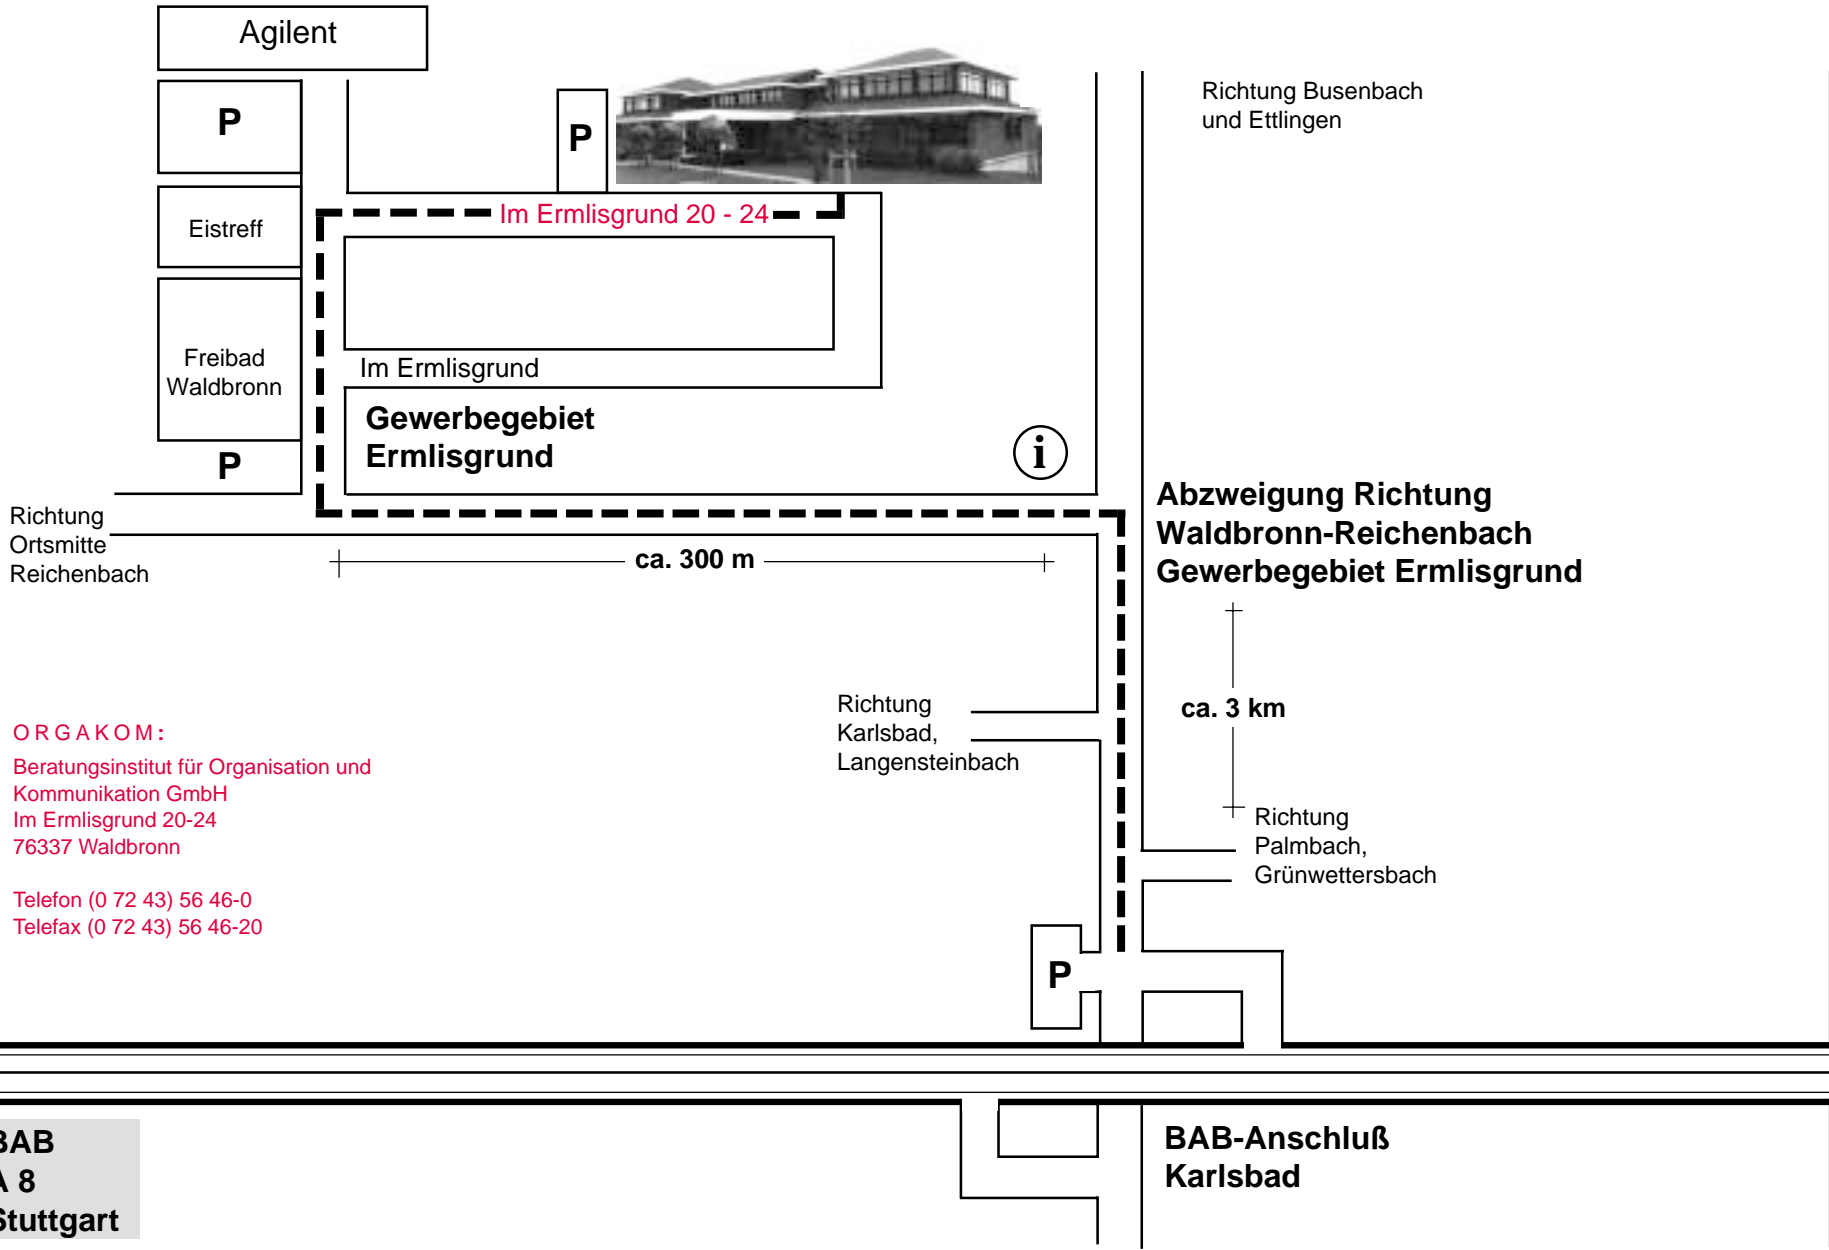 Agilent
P
P
Richtung Busenbach
und Ettlingen
Im Ermlisgrund 20 - 24
Eistreff
Freibad
Waldbronn
Im Ermlisgrund
Gewerbegebiet
Ermlisgrund
i
P
Richtung
Ortsmitte
Reichenbach
Abzweigung Richtung
Waldbronn-Reichenbach
Gewerbegebiet Ermlisgrund
ca. 300 m
ca. 3 km
Richtung
Karlsbad,
Langensteinbach
ORGAKOM:
Beratungsinstitut für Organisation und
Kommunikation GmbH
Im Ermlisgrund 20-24
76337 Waldbronn
Telefon (0 72 43) 56 46-0
Telefax (0 72 43) 56 46-20
Richtung
Palmbach,
Grünwettersbach
P
BAB
A 8
Stuttgart
BAB-Anschluß
Karlsbad